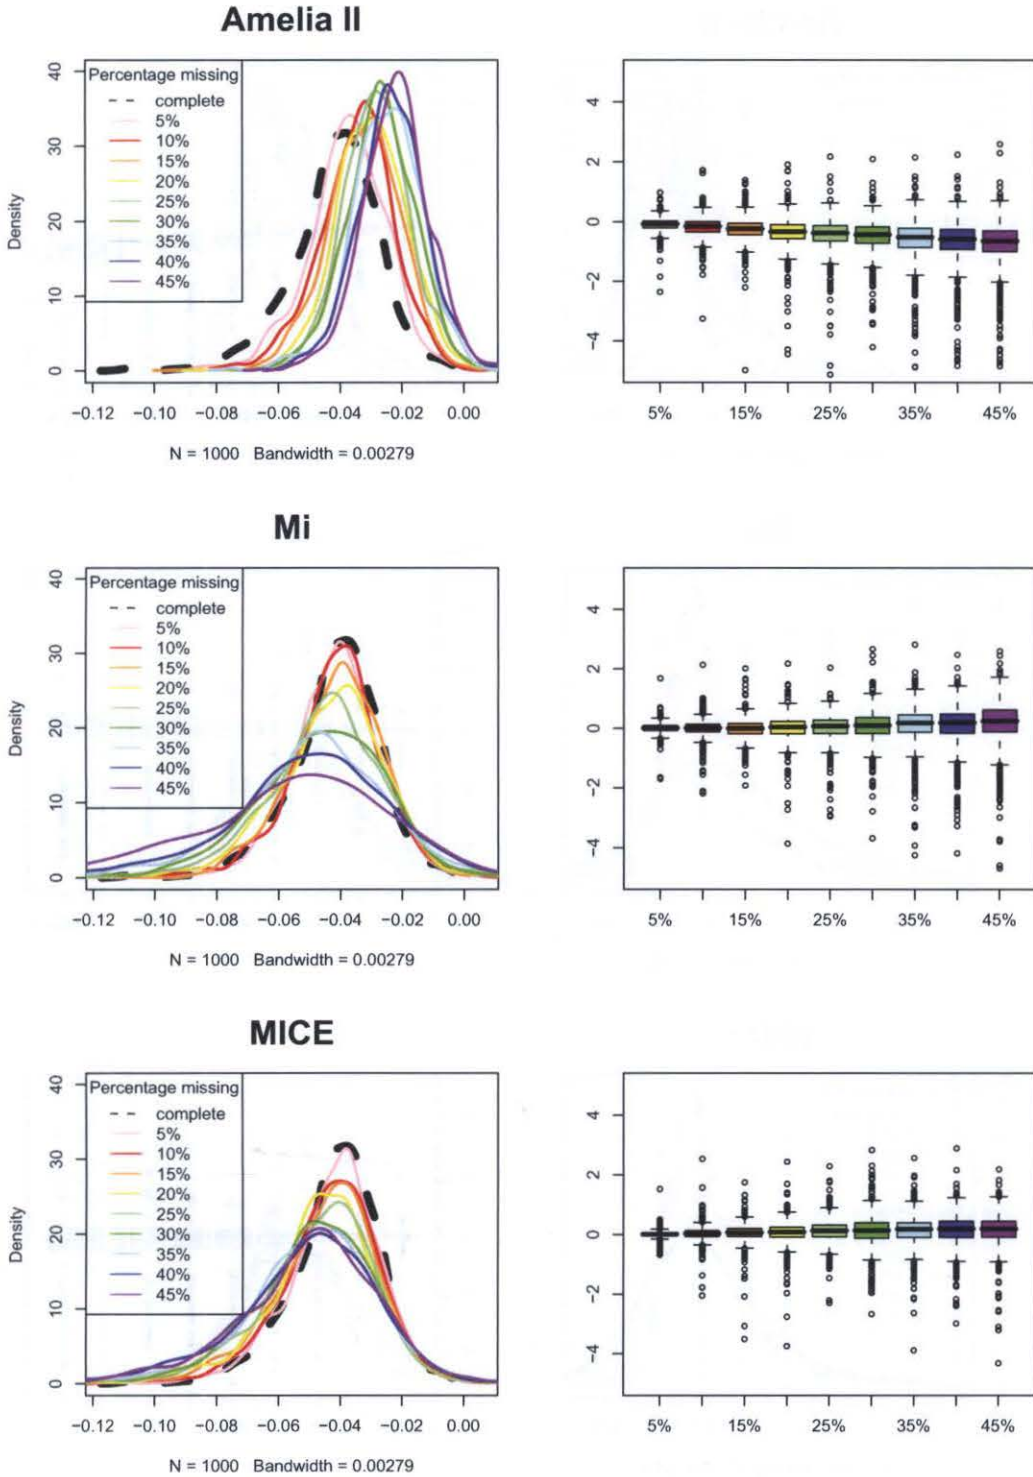 Amelia II
Percentage missing
complete
5%
10%
15%
20%
25%
30%
35%
40%
45%
Density
0 10 20 30 40
−0.12 −0.10 −0.08 −0.06 −0.04 −0.02 0.00
N = 1000 Bandwidth = 0.00279
4
2
0
−2
−4
5% 15% 25% 35% 45%
Mi
Percentage missing
complete
5%
10%
15%
20%
25%
30%
35%
40%
45%
Density
0 10 20 30 40
−0.12 −0.10 −0.08 −0.06 −0.04 −0.02 0.00
N = 1000 Bandwidth = 0.00279
4
2
0
−2
−4
5% 15% 25% 35% 45%
MICE
Percentage missing
complete
5%
10%
15%
20%
25%
30%
35%
40%
45%
Density
0 10 20 30 40
−0.12 −0.10 −0.08 −0.06 −0.04 −0.02 0.00
N = 1000 Bandwidth = 0.00279
4
2
0
−2
−4
5% 15% 25% 35% 45%